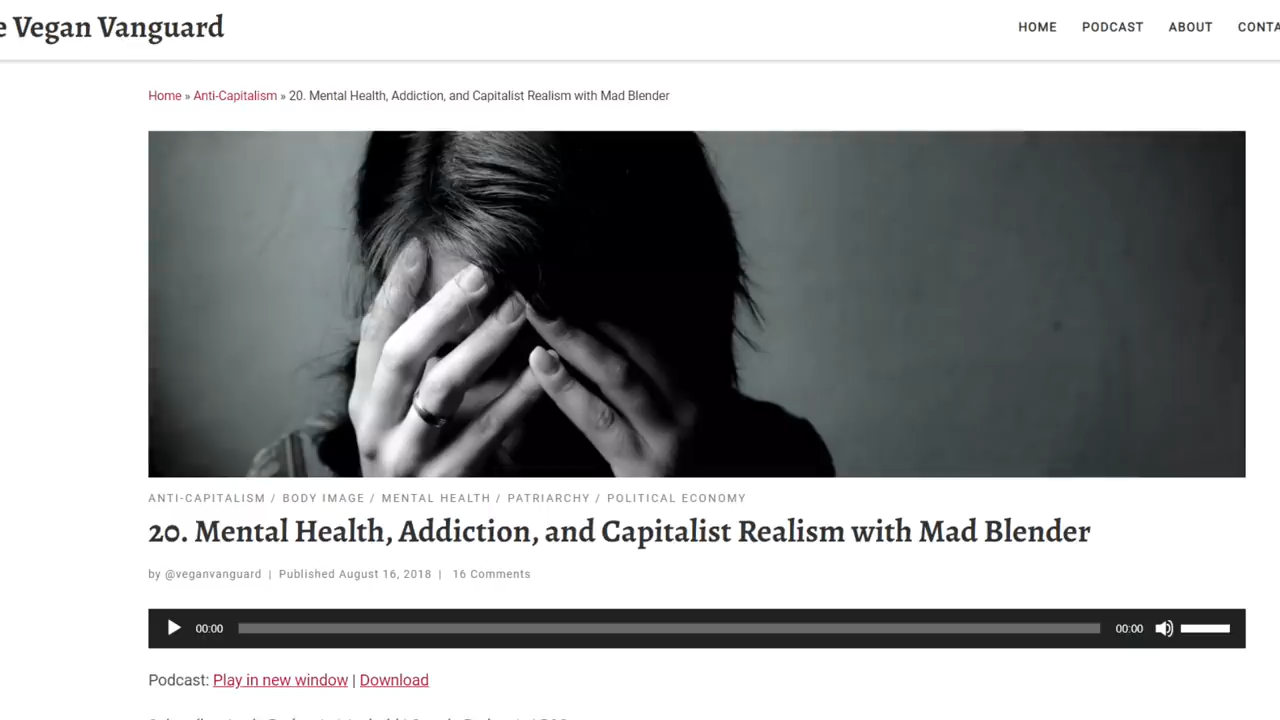 e Vegan Vanguard
HOME PODCAST ABOUT CONTA
Home » Anti-Capitalism » 20. Mental Health, Addiction, and Capitalist Realism with Mad Blender
ANTI-CAPITALISM / BODY IMAGE / MENTAL HEALTH / PATRIARCHY / POLITICAL ECONOMY
20. Mental Health, Addiction, and Capitalist Realism with Mad Blender
by @veganvanguard | Published August 16, 2018 | 16 Comments
00:00 00:00
Podcast: Play in new window | Download